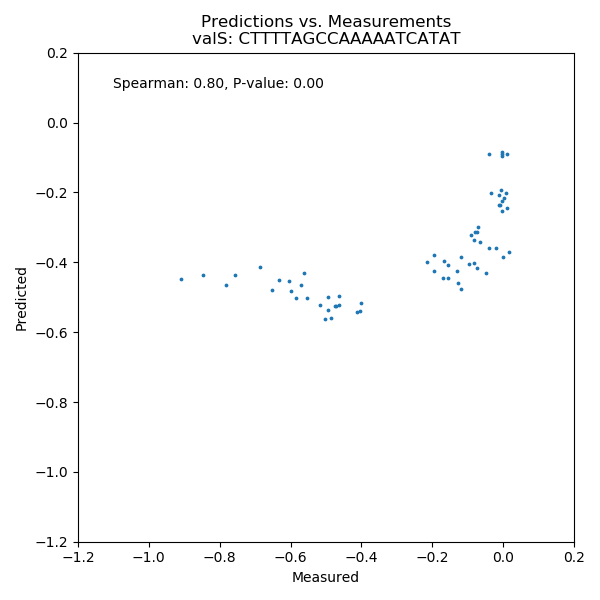 Predictions vs. Measurements
valS: CTTTTAGCCAAAAATCATAT
Spearman: 0.80, P-value: 0.00
Predicted
0.2
0.0
−0.2
−0.4
−0.6
−0.8
−1.0
−1.2
−1.2 −1.0 −0.8 −0.6 −0.4 −0.2 0.0 0.2
Measured